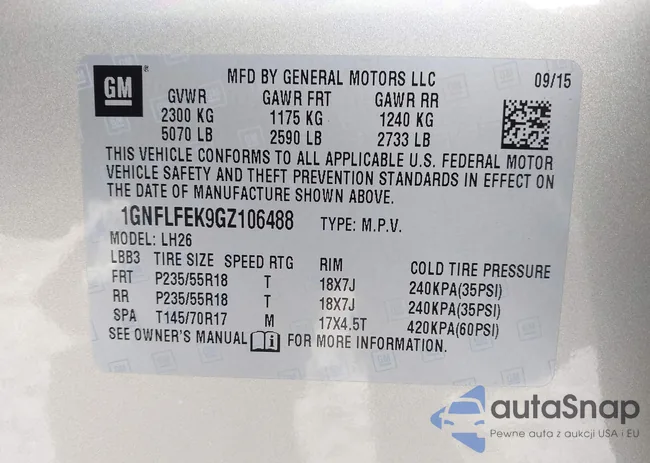 GM ®
MFD BY GENERAL MOTORS LLC 09/15
GVWR GAWR FRT GAWR RR
2300 KG 1175 KG 1240 KG
5070 LB 2590 LB 2733 LB
THIS VEHICLE CONFORMS TO ALL APPLICABLE U.S. FEDERAL MOTOR
VEHICLE SAFETY AND THEFT PREVENTION STANDARDS IN EFFECT ON
THE DATE OF MANUFACTURE SHOWN ABOVE.
1GNFLFEK9GZ106488 TYPE: M.P.V.
MODEL: LH26
LBB3 TIRE SIZE SPEED RTG RIM COLD TIRE PRESSURE
FRT P235/55R18 T 18X7J 240KPA(35PSI)
RR P235/55R18 T 18X7J 240KPA(35PSI)
SPA T145/70R17 M 17X4.5T 420KPA(60PSI)
SEE OWNER'S MANUAL FOR MORE INFORMATION.
autaSnap
Pewne auta z aukcji USA i EU